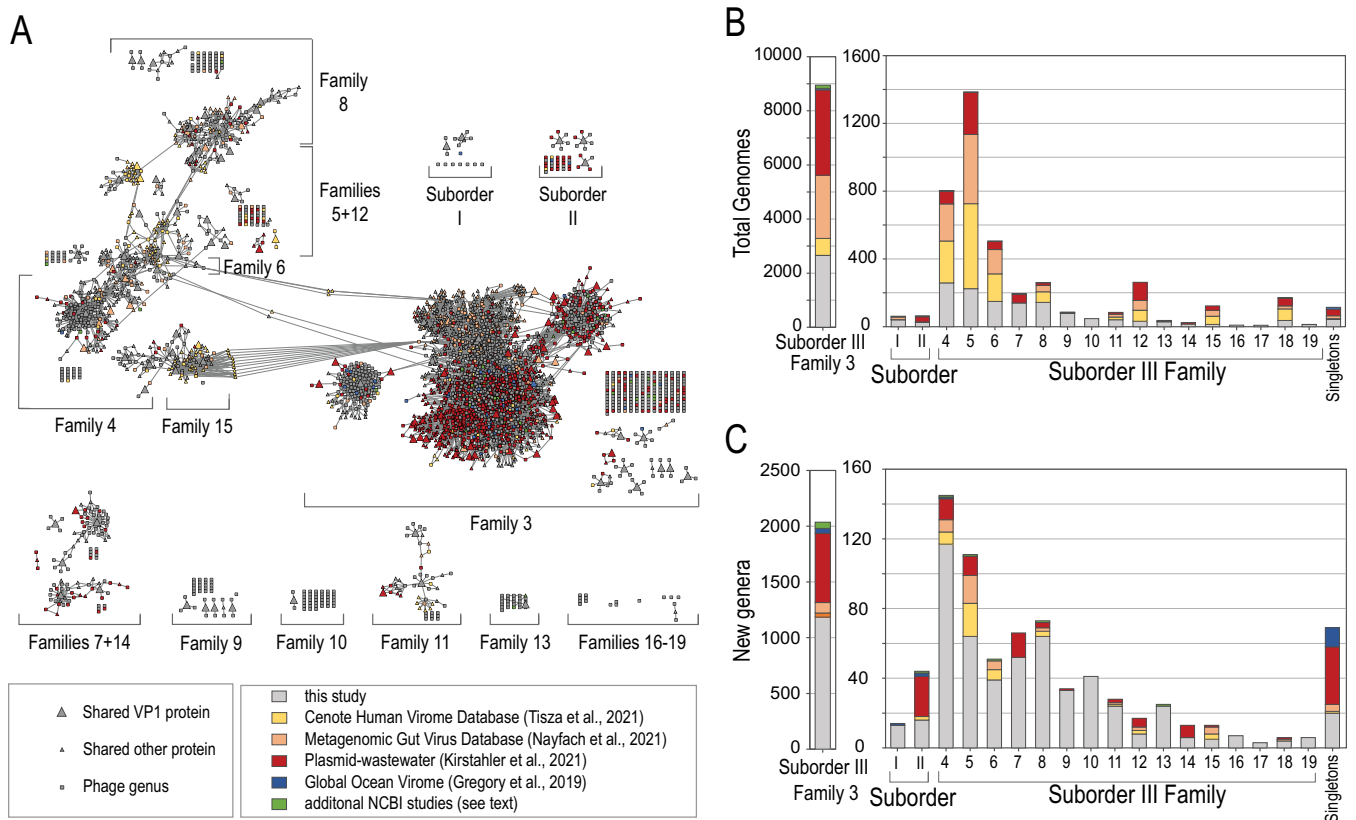 A
Family
8
Families
5+12
Family 6
Suborder
I
Suborder
II
Family 4
Family 15
Family 3
Families 7+14
Family 9
Family 10
Family 11
Family 13
Families 16-19
Shared VP1 protein
Shared other protein
Phage genus
this study
Cenote Human Virome Database (Tisza et al., 2021)
Metagenomic Gut Virus Database (Nayfach et al., 2021)
Plasmid-wastewater (Kirstahler et al., 2021)
Global Ocean Virome (Gregory et al., 2019)
additonal NCBI studies (see text)
B
Total Genomes
10000
8000
6000
4000
2000
0
Suborder III
Family 3
1600
1200
800
400
0
I II 4 5 6 7 8 9 10 11 12 13 14 15 16 17 18 19 Singletons
Suborder Suborder III Family
C
New genera
2500
2000
1500
1000
500
0
Suborder III
Family 3
160
120
80
40
0
I II 4 5 6 7 8 9 10 11 12 13 14 15 16 17 18 19 Singletons
Suborder Suborder III Family